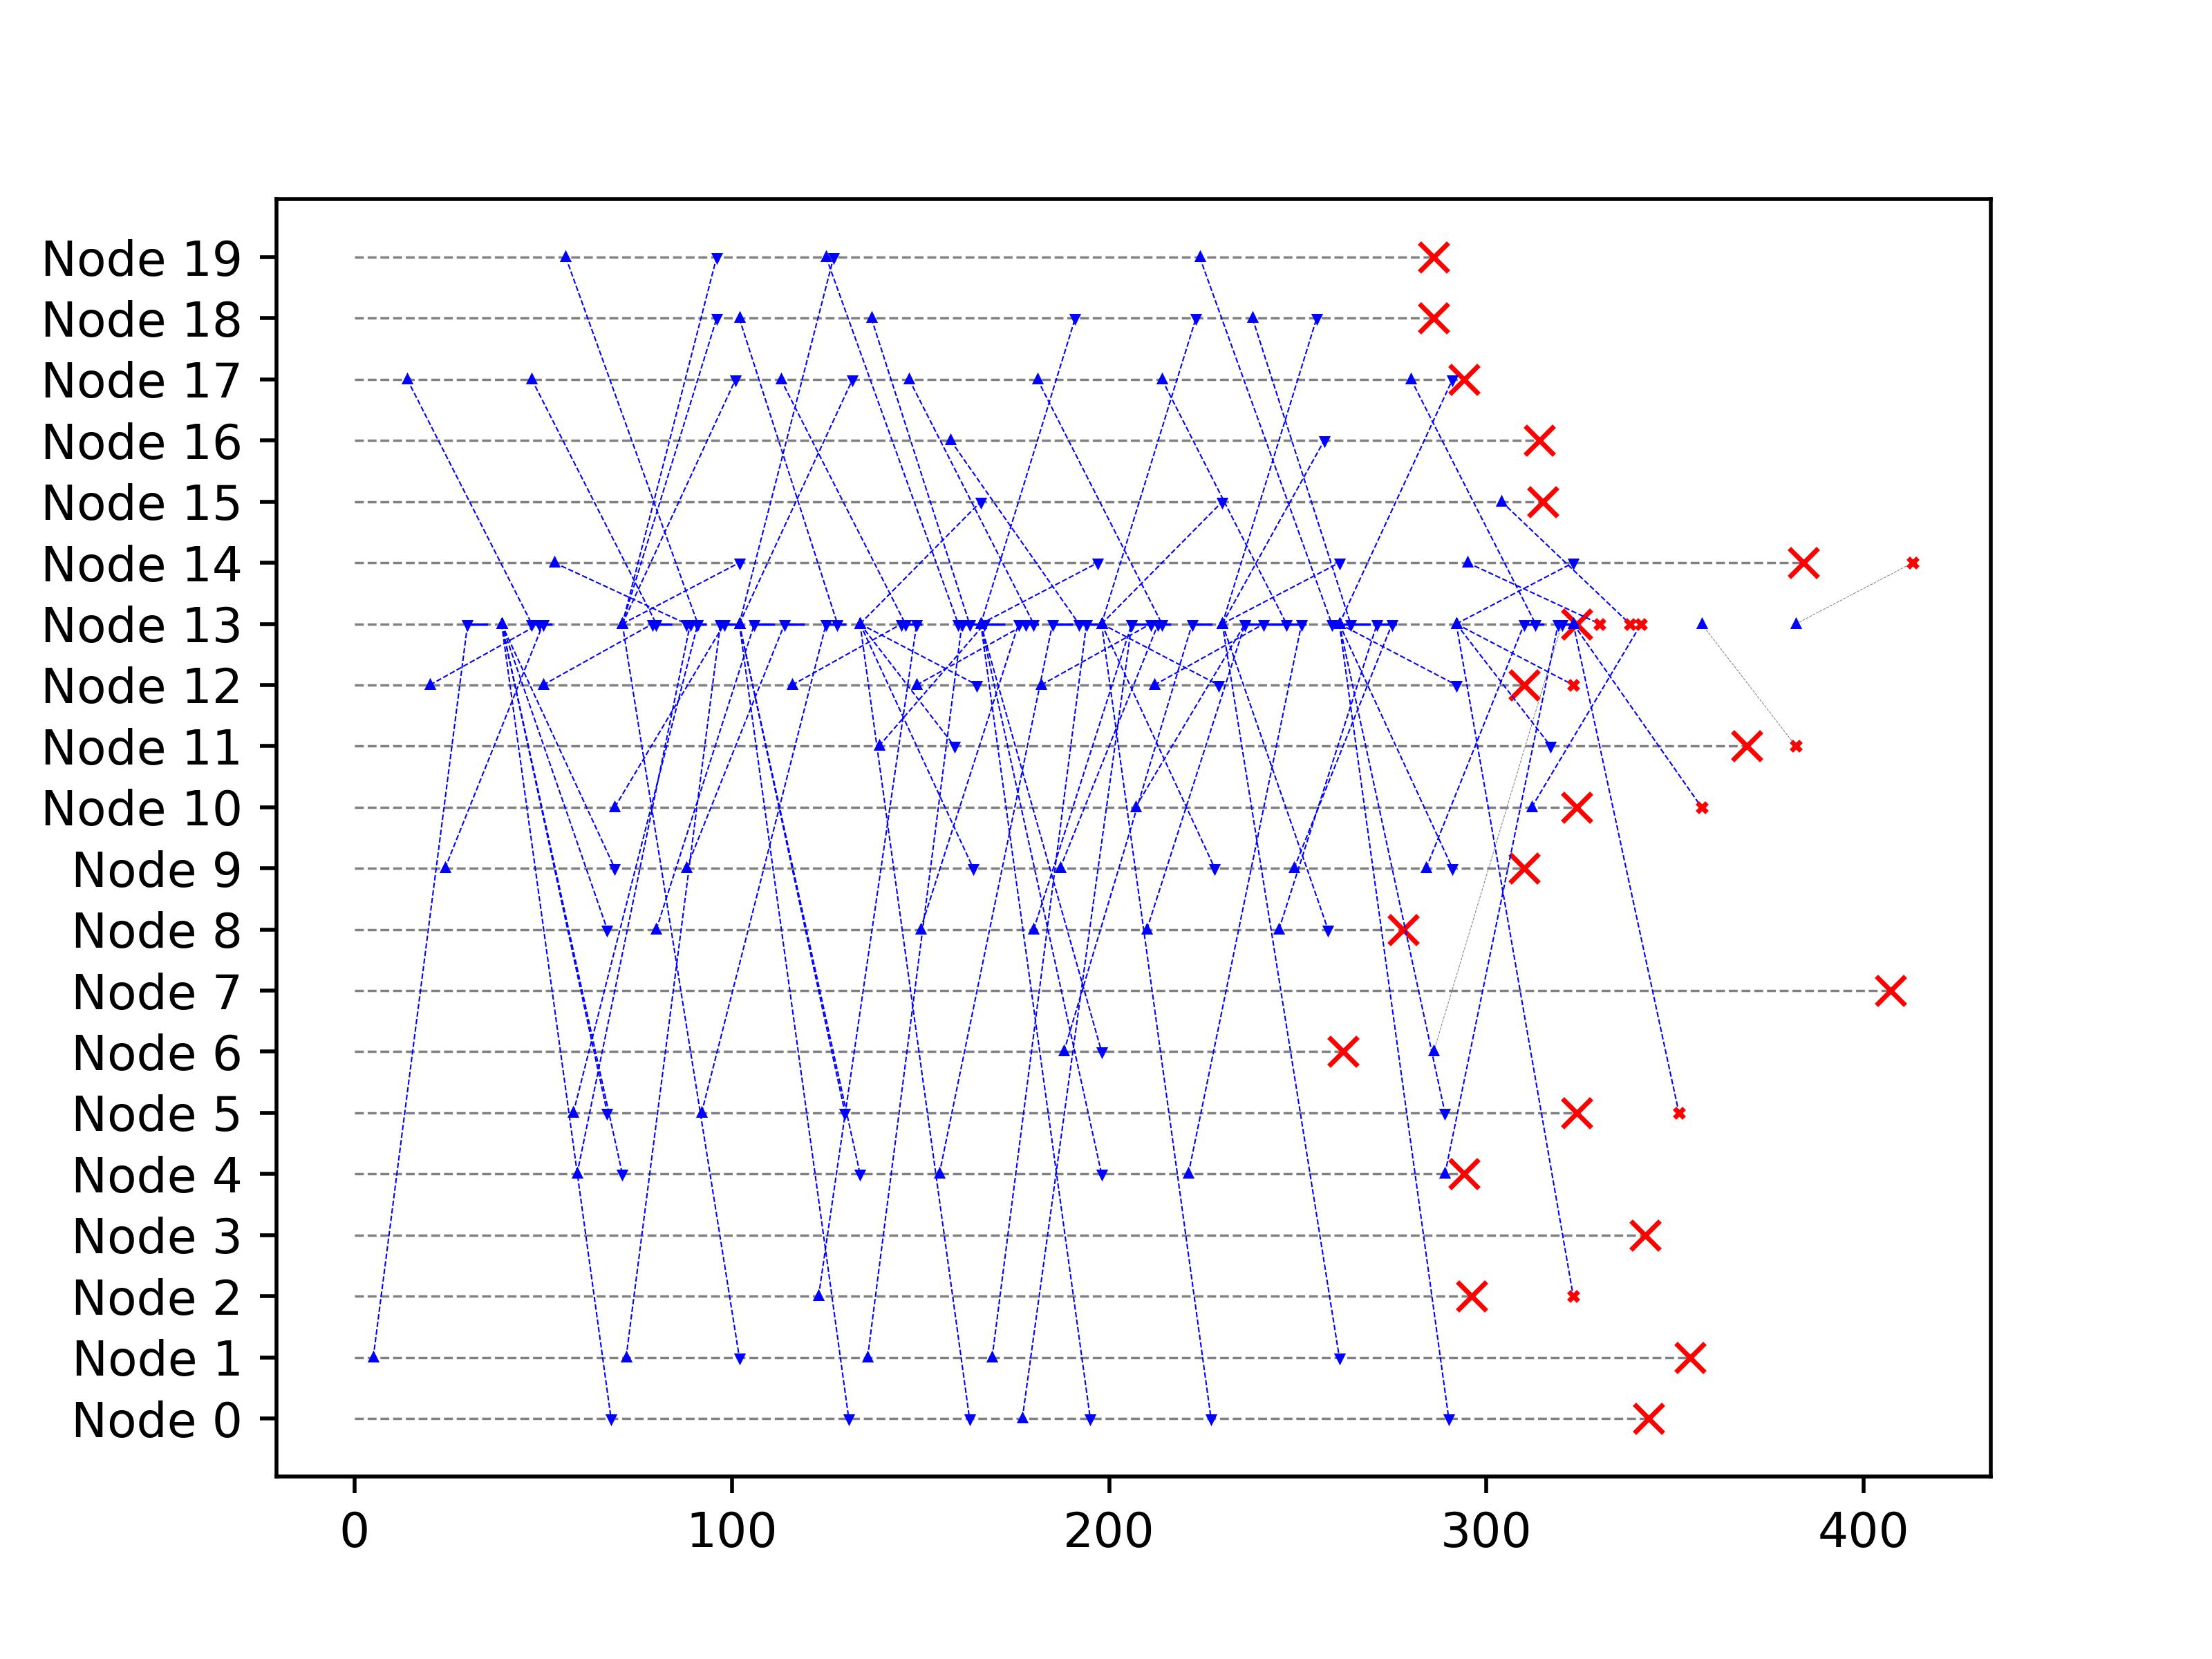 Node 19
Node 18
Node 17
Node 16
Node 15
Node 14
Node 13
Node 12
Node 11
Node 10
Node 9
Node 8
Node 7
Node 6
Node 5
Node 4
Node 3
Node 2
Node 1
Node 0
0 100 200 300 400